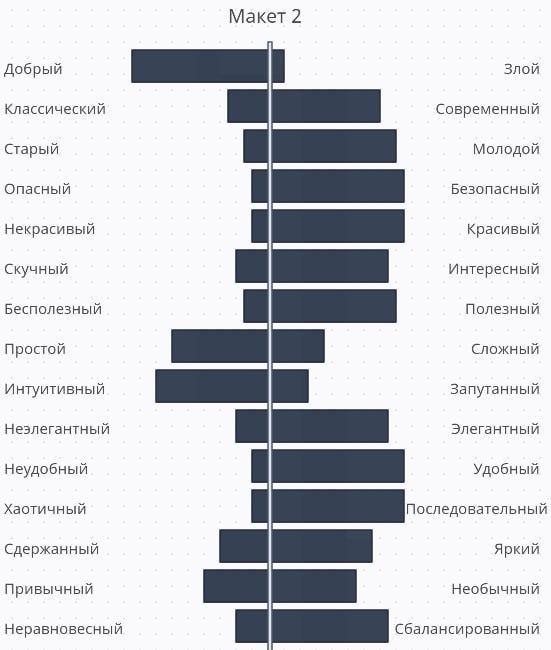 Макет 2
Добрый Злой
Классический Современный
Старый Молодой
Опасный Безопасный
Некрасивый Красивый
Скучный Интересный
Бесполезный Полезный
Простой Сложный
Интуитивный Запутанный
Неэлегантный Элегантный
Неудобный Удобный
Хаотичный Последовательный
Сдержанный Яркий
Привычный Необычный
Неравновесный Сбалансированный